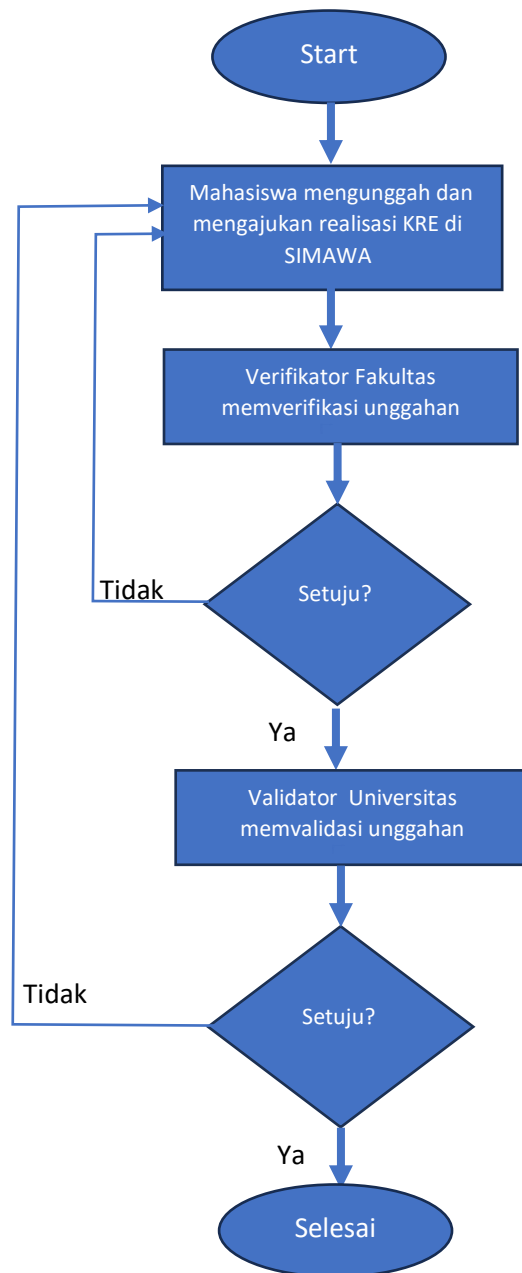 Start
Mahasiswa mengunggah dan
mengajukan realisasi KRE di
SIMAWA
Verifikator Fakultas
memverifikasi unggahan
Setuju?
Tidak
Ya
Validator Universitas
memvalidasi unggahan
Tidak
Setuju?
Ya
Selesai